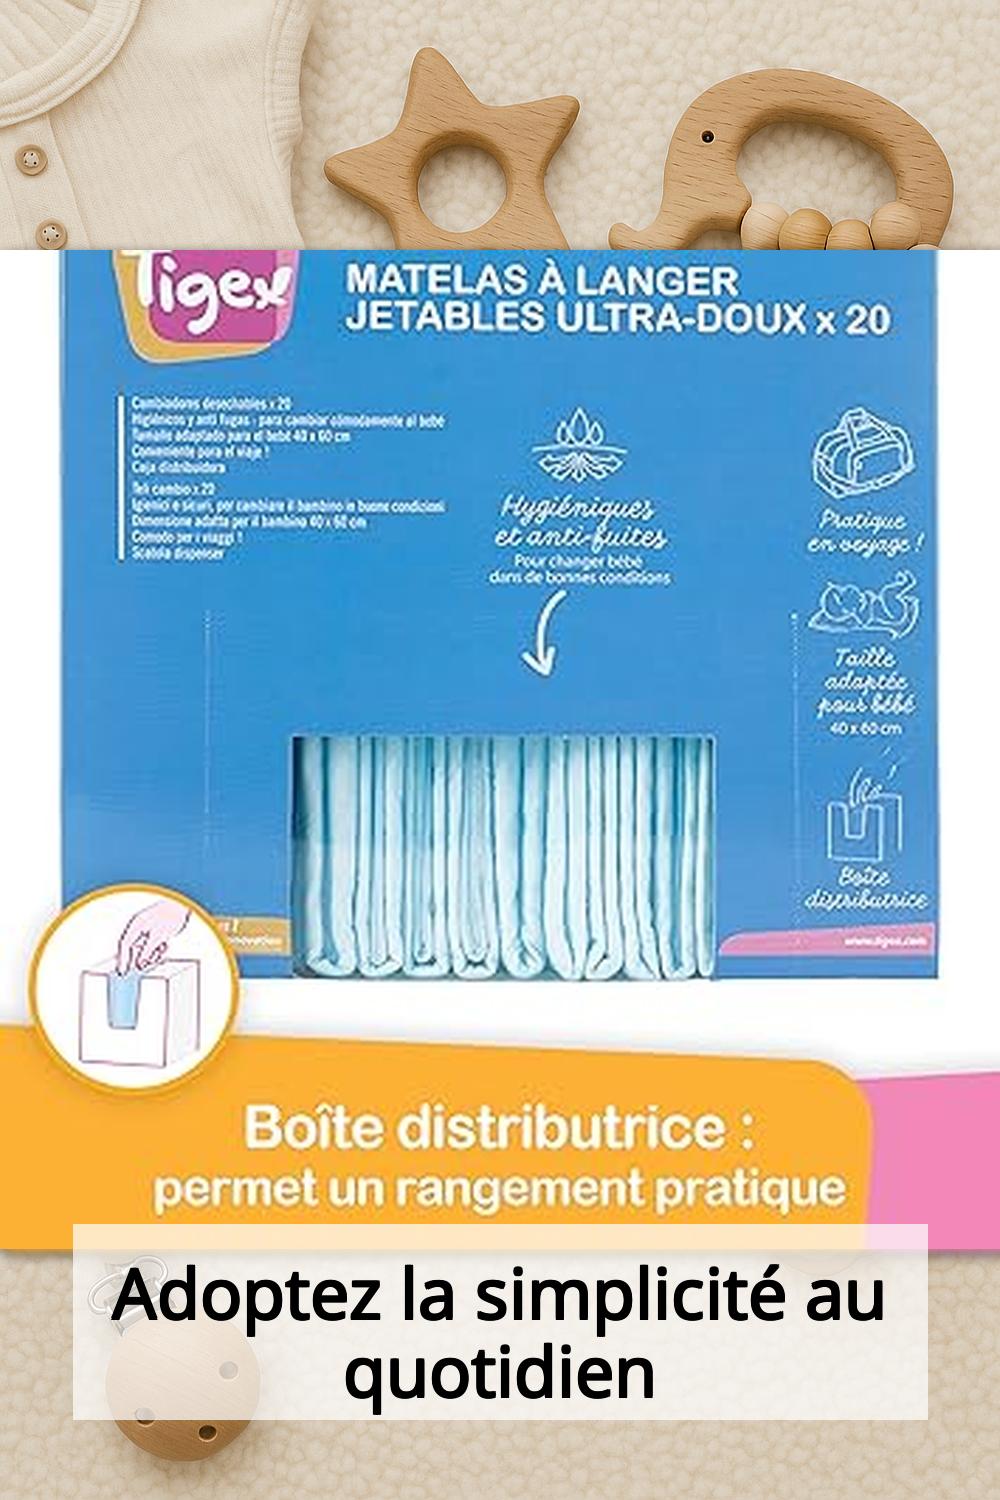 Tigex
MATELAS À LANGER
JETABLES ULTRA-DOUX x 20
Cambiadores desechables x 20
Higiénicos y anti fugas - para cambiar cómodamente al bebé
Tamaño adaptado para el bebé 40 x 60 cm
Conveniente para el viaje !
Caja distribuidora
Teli cambio x 20
Igienici e sicuri, per cambiare il bambino in buone condizioni
Dimensione adatta per il bambino 40 x 60 cm
Comodo per i viaggi !
Scatola dispenser
Hygiéniques
et anti-fuites
Pour changer bébé
dans de bonnes conditions
Pratique
en voyage !
Taille
adaptée
pour bébé
40 x 60 cm
Boîte
distributrice
www.tigex.com
Boîte distributrice :
permet un rangement pratique
Adoptez la simplicité au
quotidien